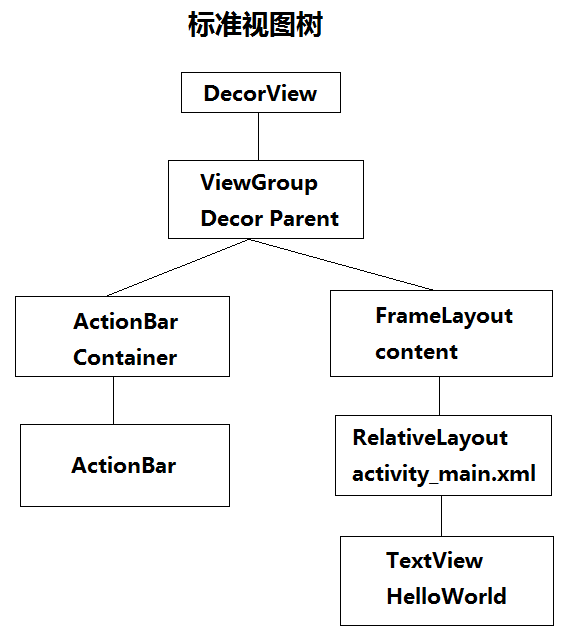 标准视图树
DecorView
ViewGroup
Decor Parent
ActionBar
Container
FrameLayout
content
ActionBar
RelativeLayout
activity_main.xml
TextView
HelloWorld